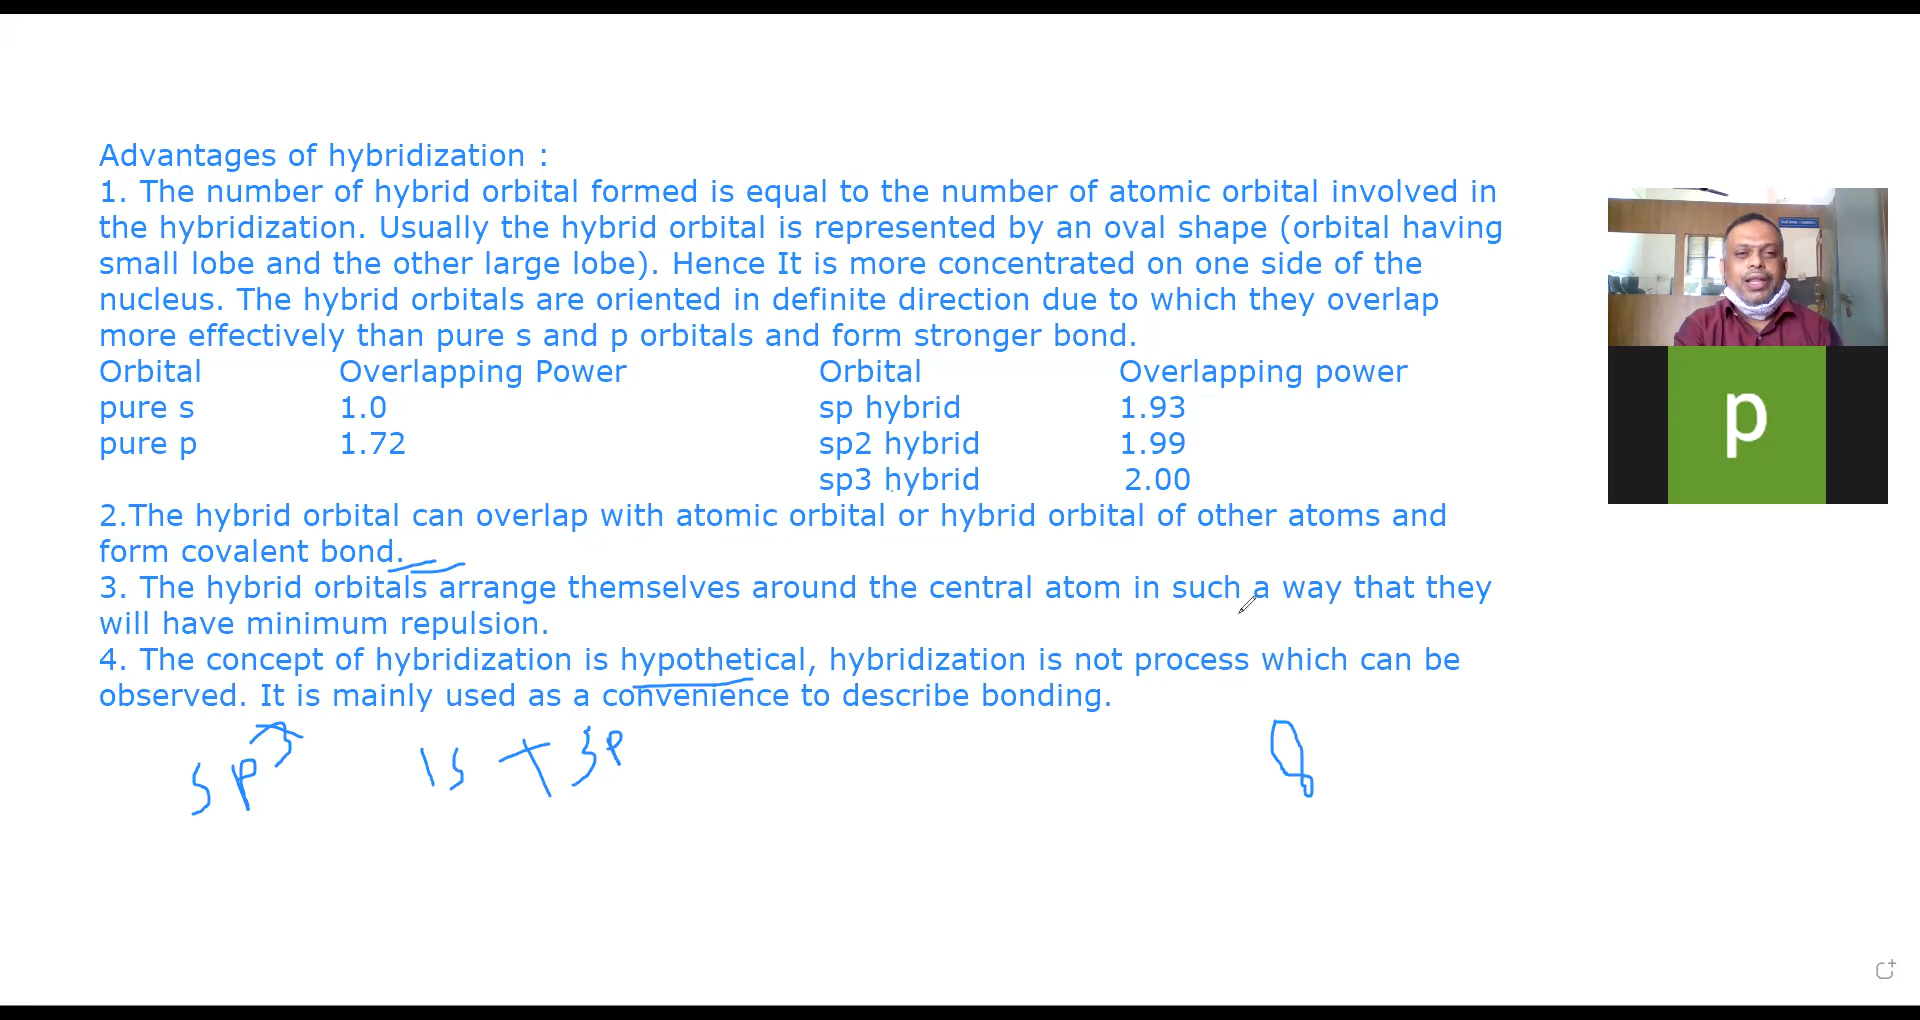 Advantages of hybridization :
1. The number of hybrid orbital formed is equal to the number of atomic orbital involved in
the hybridization. Usually the hybrid orbital is represented by an oval shape (orbital having
small lobe and the other large lobe). Hence It is more concentrated on one side of the
nucleus. The hybrid orbitals are oriented in definite direction due to which they overlap
more effectively than pure s and p orbitals and form stronger bond.
Orbital Overlapping Power Orbital Overlapping power
pure s 1.0 sp hybrid 1.93
pure p 1.72 sp2 hybrid 1.99
sp3 hybrid 2.00
2.The hybrid orbital can overlap with atomic orbital or hybrid orbital of other atoms and
form covalent bond.
3. The hybrid orbitals arrange themselves around the central atom in such a way that they
will have minimum repulsion.
4. The concept of hybridization is hypothetical, hybridization is not process which can be
observed. It is mainly used as a convenience to describe bonding.
sp3 1s + 3p
p